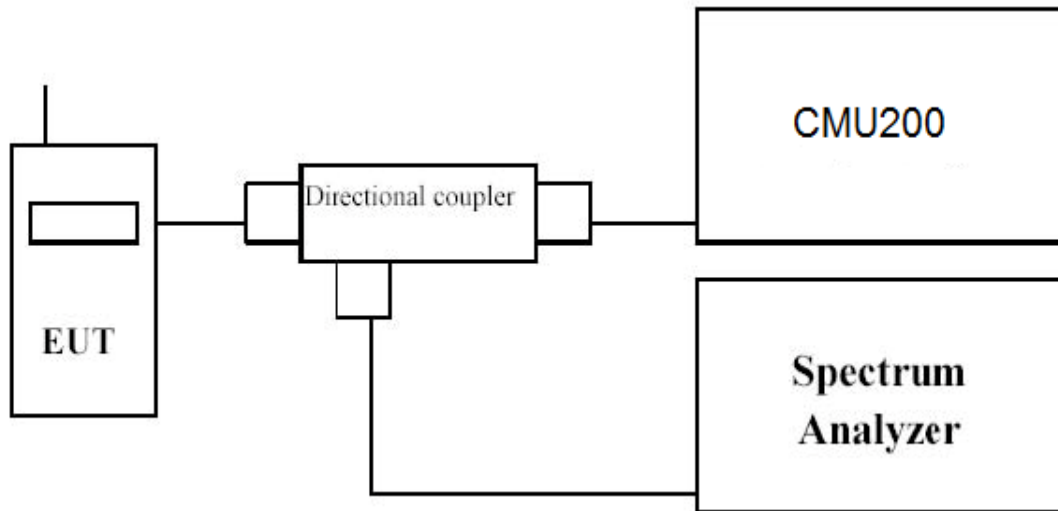 CMU200
Directional coupler
EUT
Spectrum
Analyzer